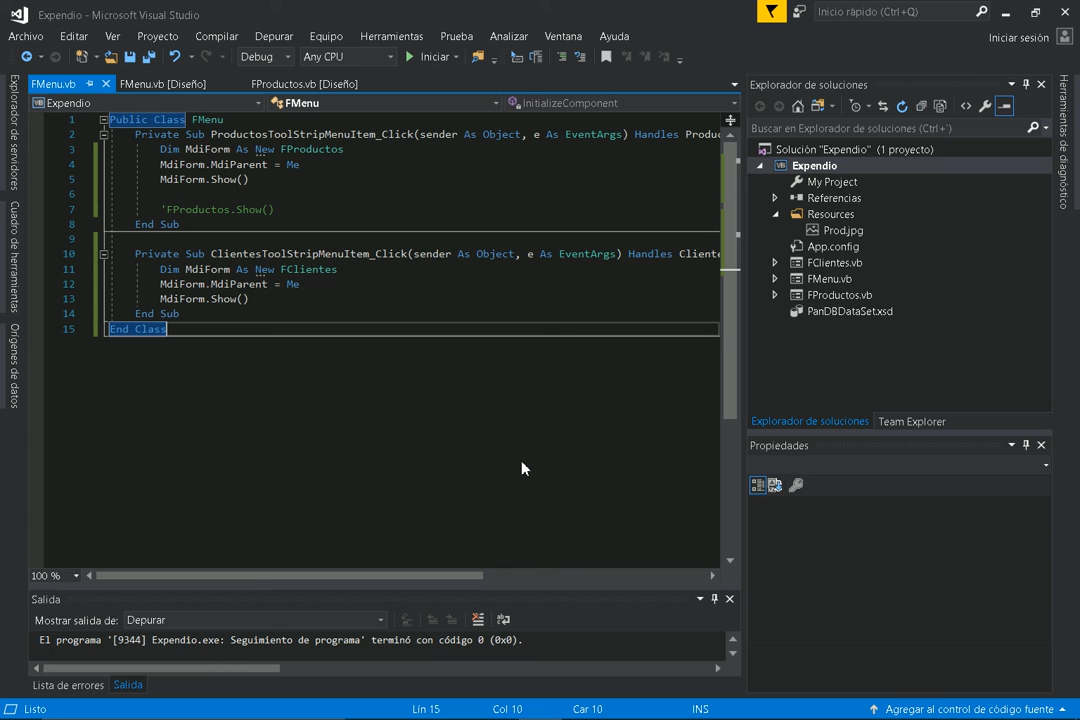 Expendio - Microsoft Visual Studio
Inicio rápido (Ctrl+Q)
Archivo Editar Ver Proyecto Compilar Depurar Equipo Herramientas Prueba Analizar Ventana Ayuda
Iniciar sesión
Debug Any CPU Iniciar
FMenu.vb FMenu.vb [Diseño] FProductos.vb [Diseño]
Expendio FMenu InitializeComponent
Explorador de servidores
Cuadro de herramientas
Orígenes de datos
1 Public Class FMenu
2 Private Sub ProductosToolStripMenuItem_Click(sender As Object, e As EventArgs) Handles Produc
3 Dim MdiForm As New FProductos
4 MdiForm.MdiParent = Me
5 MdiForm.Show()
6
7 'FProductos.Show()
8 End Sub
9
10 Private Sub ClientesToolStripMenuItem_Click(sender As Object, e As EventArgs) Handles Cliente
11 Dim MdiForm As New FClientes
12 MdiForm.MdiParent = Me
13 MdiForm.Show()
14 End Sub
15 End Class
100 %
Salida
Mostrar salida de: Depurar
El programa '[9344] Expendio.exe: Seguimiento de programa' terminó con código 0 (0x0).
Lista de errores Salida
Explorador de soluciones
Buscar en Explorador de soluciones (Ctrl+´)
Solución "Expendio" (1 proyecto)
Expendio
My Project
Referencias
Resources
Prod.jpg
App.config
FClientes.vb
FMenu.vb
FProductos.vb
PanDBDataSet.xsd
Explorador de soluciones Team Explorer
Propiedades
Herramientas de diagnóstico
Listo Lín 15 Col 10 Car 10 INS Agregar al control de código fuente